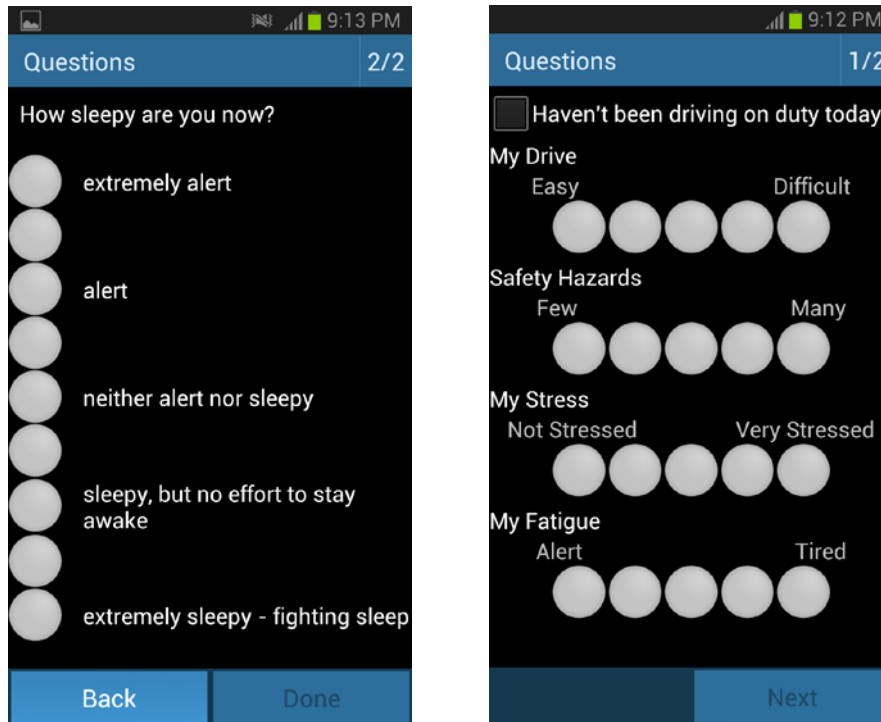 9:13 PM
Questions 2/2
How sleepy are you now?
extremely alert
alert
neither alert nor sleepy
sleepy, but no effort to stay
awake
extremely sleepy - fighting sleep
Back Done
9:12 PM
Questions 1/2
Haven't been driving on duty today
My Drive
Easy Difficult
Safety Hazards
Few Many
My Stress
Not Stressed Very Stressed
My Fatigue
Alert Tired
Next